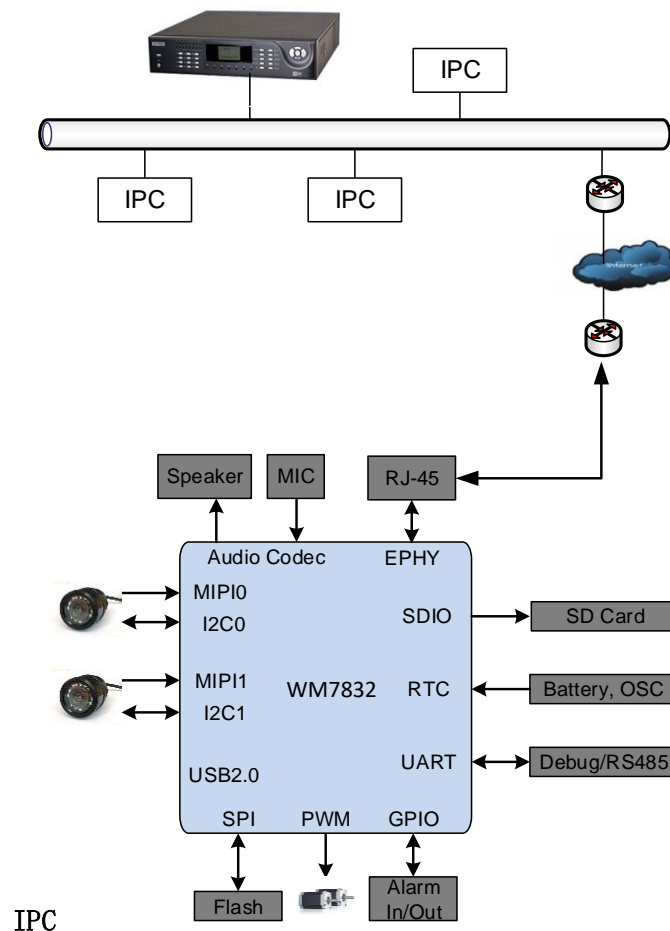 IPC
IPC
IPC
Internet
Speaker
MIC
RJ-45
Audio Codec
EPHY
MIPI0
I2C0
SDIO
SD Card
MIPI1
I2C1
WM7832
RTC
Battery, OSC
USB2.0
UART
Debug/RS485
SPI
PWM
GPIO
Flash
Alarm
In/Out
IPC